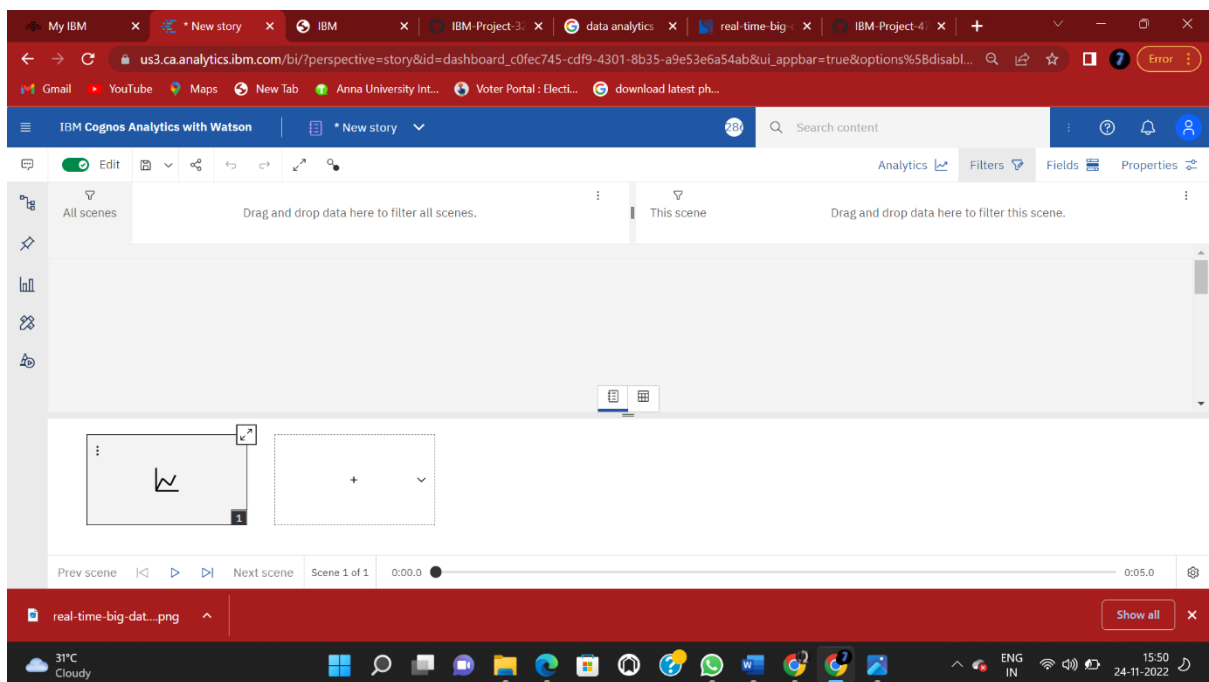 My IBM
* New story
IBM
IBM-Project-32
data analytics
real-time-big-c
IBM-Project-47
us3.ca.analytics.ibm.com/bi/?perspective=story&id=dashboard_c0fec745-cdf9-4301-8b35-a9e53e6a54ab&ui_appbar=true&options%5Bdisabl...
7
Error
Gmail
YouTube
Maps
New Tab
Anna University Int...
Voter Portal : Electi...
download latest ph...
IBM Cognos Analytics with Watson
* New story
Search content
Edit
Analytics
Filters
Fields
Properties
All scenes
Drag and drop data here to filter all scenes.
This scene
Drag and drop data here to filter this scene.
1
Prev scene
Next scene
Scene 1 of 1
0:00.0
0:05.0
real-time-big-dat....png
Show all
31°C
Cloudy
ENG
IN
15:50
24-11-2022